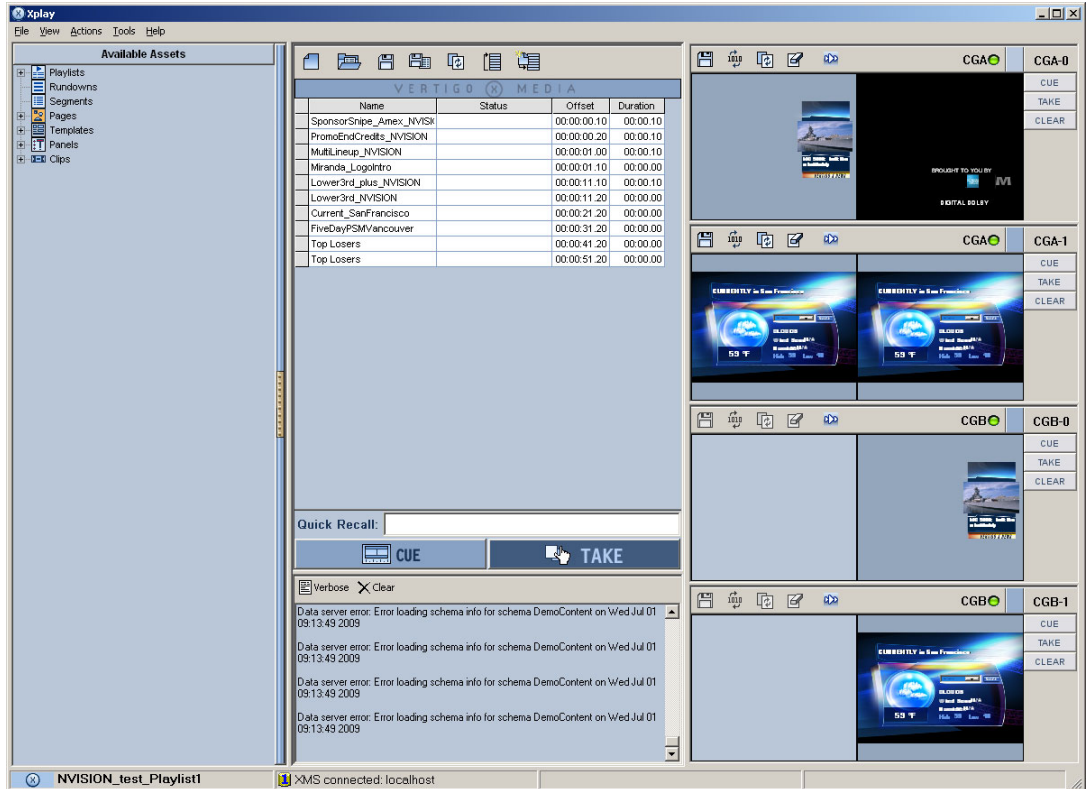 Xplay
File View Actions Tools Help
Available Assets
Playlists
Rundowns
Segments
Pages
Templates
Panels
Clips
VERTIGO X MEDIA
Name Status Offset Duration
SponsorSnipe_Amex_NVISI 00:00:00.10 00:00.10
PromoEndCredits_NVISION 00:00:00.20 00:00.10
MultiLineup_NVISION 00:00:01.00 00:00.10
Miranda_LogoIntro 00:00:01.10 00:00.00
Lower3rd_plus_NVISION 00:00:11.10 00:00.10
Lower3rd_NVISION 00:00:11.20 00:00.00
Current_SanFrancisco 00:00:21.20 00:00.00
FiveDayPSMVancouver 00:00:31.20 00:00.00
Top Losers 00:00:41.20 00:00.00
Top Losers 00:00:51.20 00:00.00
Quick Recall:
CUE TAKE
Verbose Clear
Data server error: Error loading schema info for schema DemoContent on Wed Jul 01
09:13:49 2009
Data server error: Error loading schema info for schema DemoContent on Wed Jul 01
09:13:49 2009
Data server error: Error loading schema info for schema DemoContent on Wed Jul 01
09:13:49 2009
Data server error: Error loading schema info for schema DemoContent on Wed Jul 01
09:13:49 2009
1010 CGA CGA-0
CUE
TAKE
CLEAR
BROUGHT TO YOU BY
M
DIGITAL DOLBY
1010 CGA CGA-1
CUE
TAKE
CLEAR
CURRENTLY in San Francisco
59 °F
CURRENTLY in San Francisco
59 °F
1010 CGB CGB-0
CUE
TAKE
CLEAR
1010 CGB CGB-1
CUE
TAKE
CLEAR
CURRENTLY in San Francisco
59 °F
NVISION_test_Playlist1 XMS connected: localhost